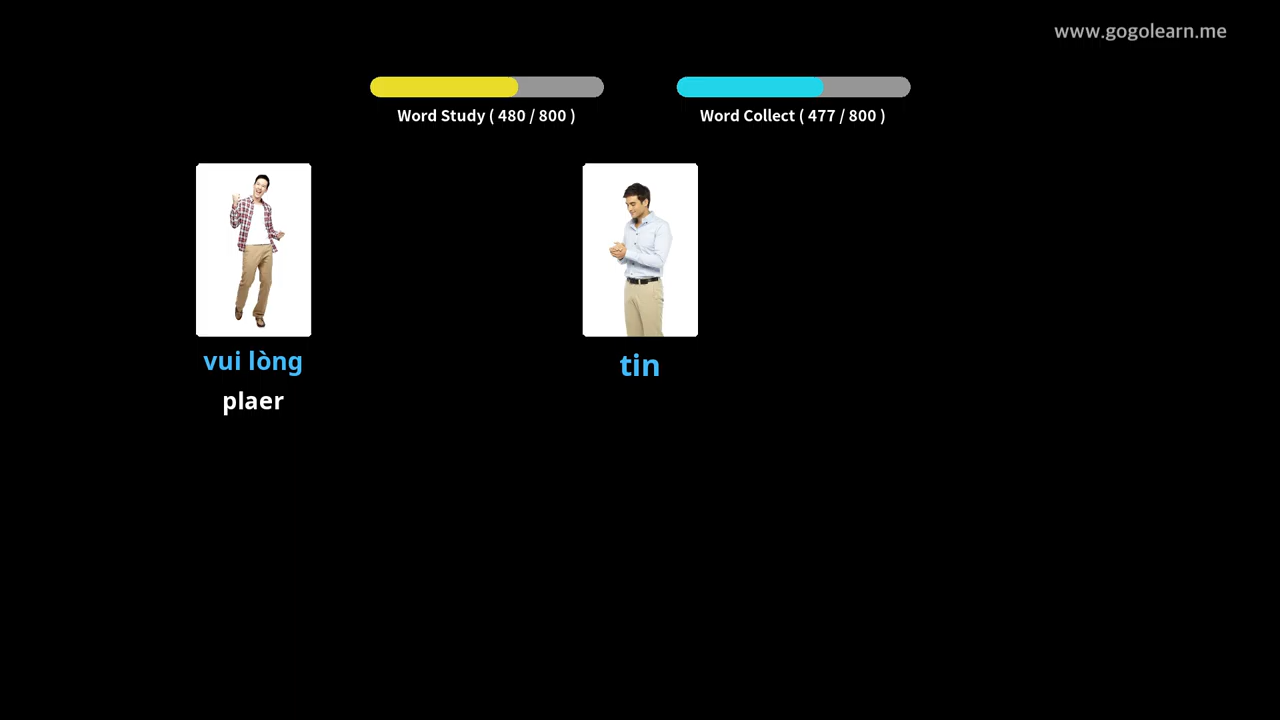 www.gogolearn.me
Word Study ( 480 / 800 )
Word Collect ( 477 / 800 )
vui lòng
plaer
tin